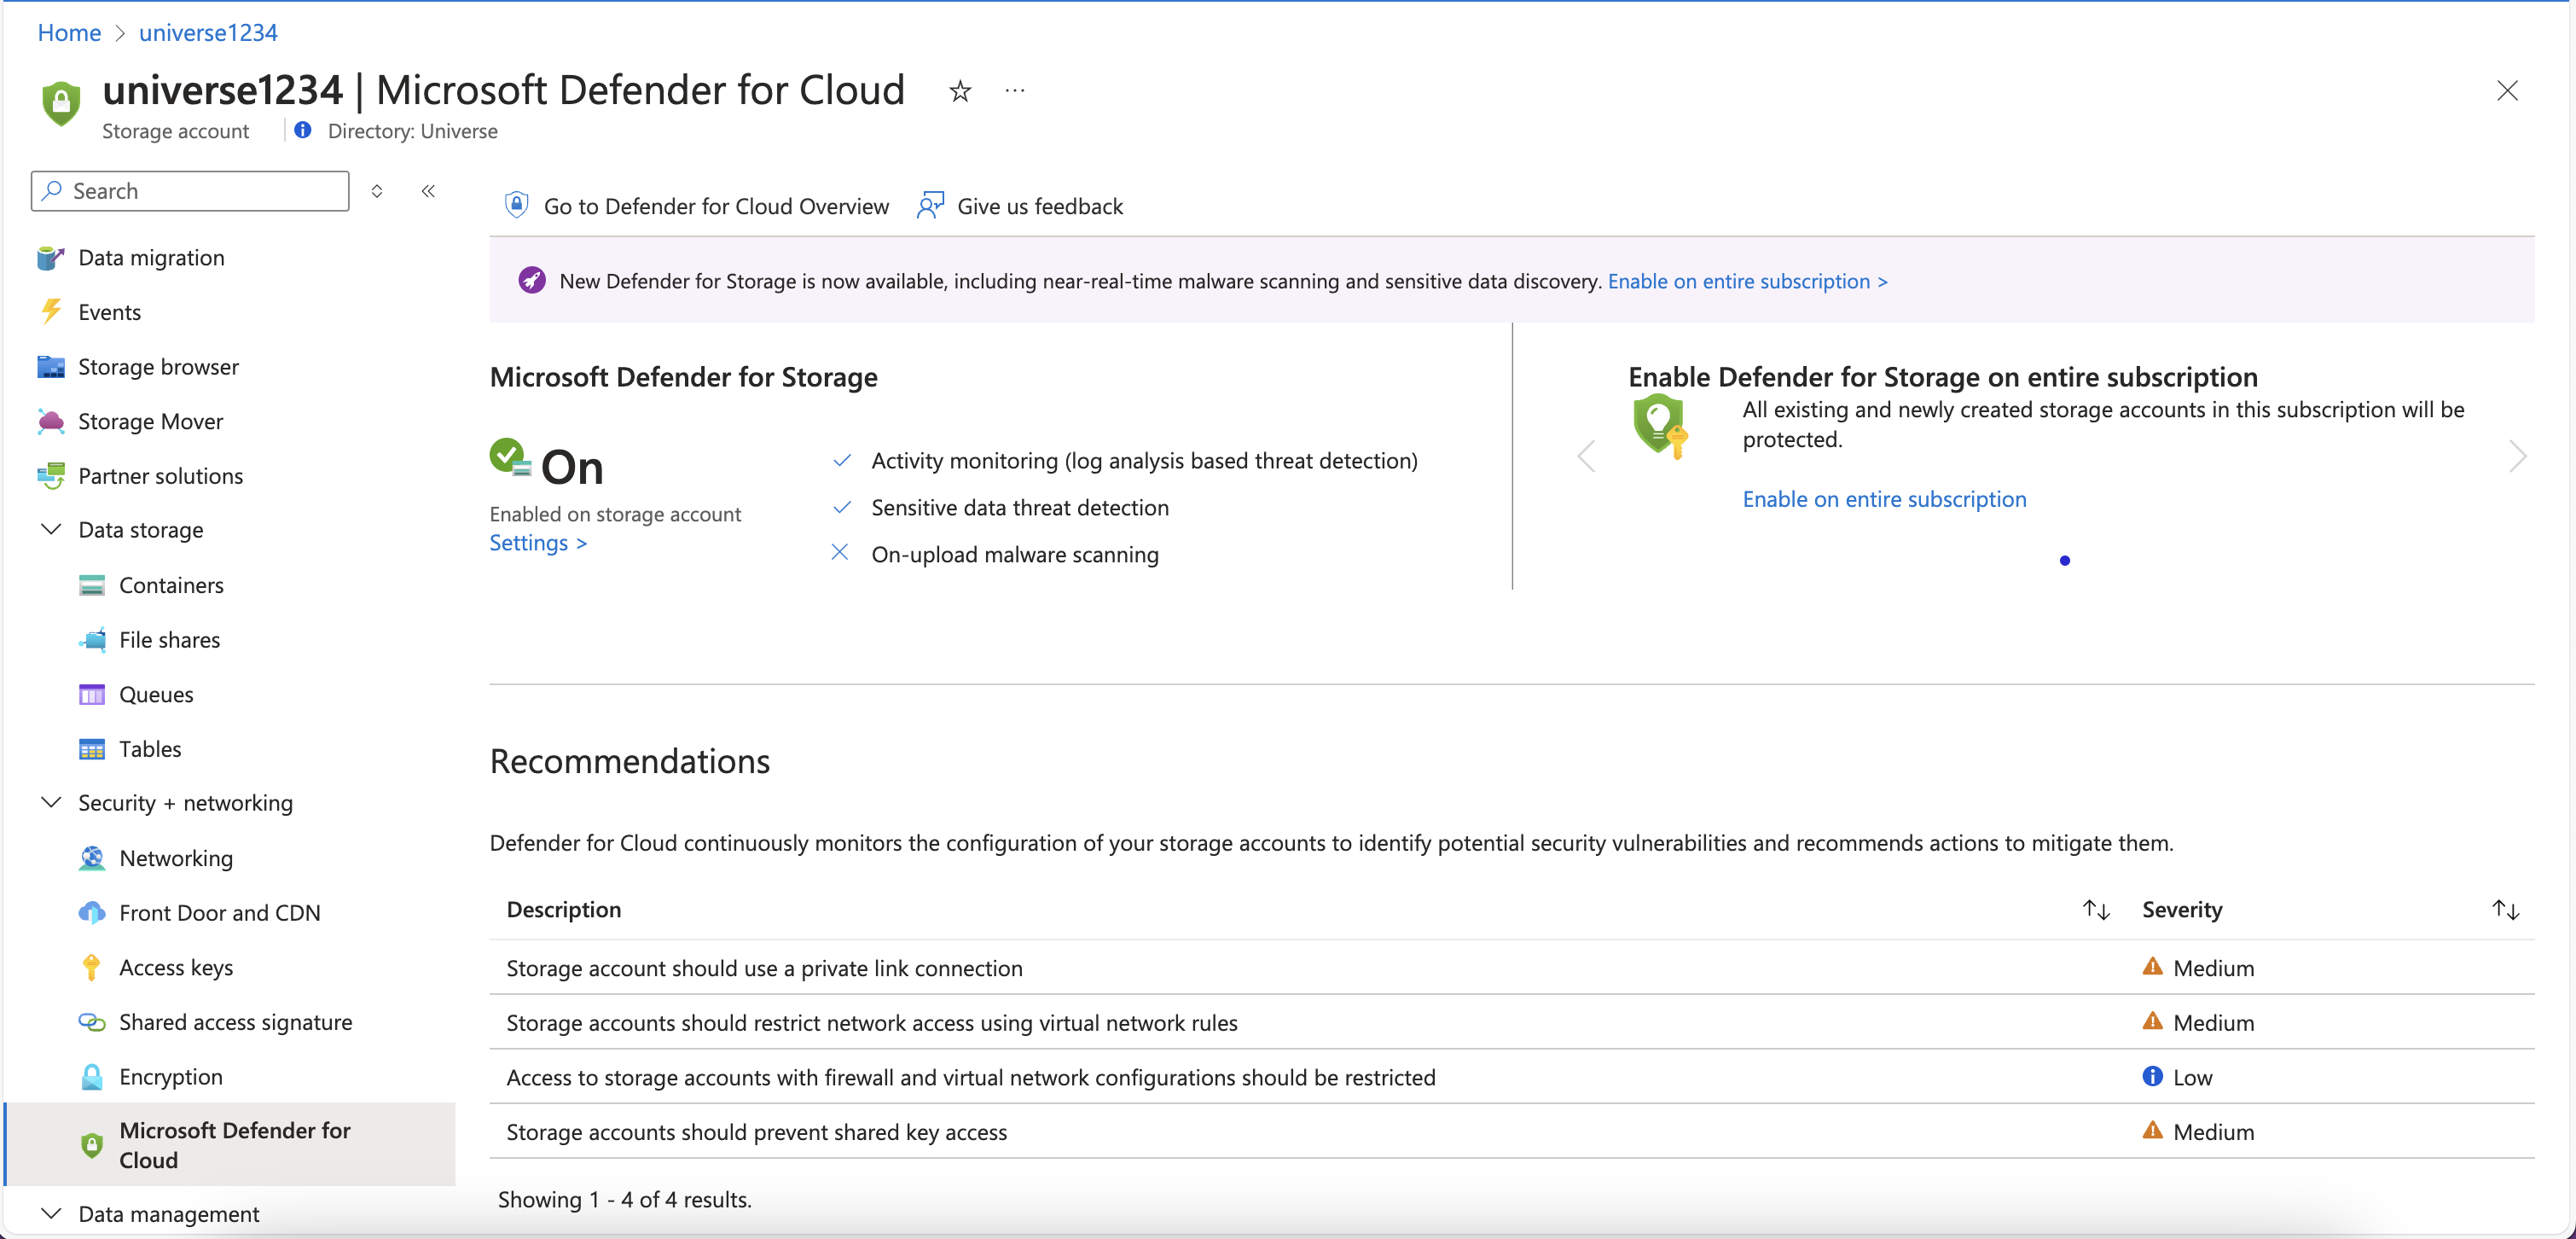 Home > universe1234
universe1234 | Microsoft Defender for Cloud
Storage account
Directory: Universe
Search
Data migration
Events
Storage browser
Storage Mover
Partner solutions
Data storage
Containers
File shares
Queues
Tables
Security + networking
Networking
Front Door and CDN
Access keys
Shared access signature
Encryption
Microsoft Defender for
Cloud
Data management
Go to Defender for Cloud Overview
Give us feedback
New Defender for Storage is now available, including near-real-time malware scanning and sensitive data discovery. Enable on entire subscription >
Microsoft Defender for Storage
On
Enabled on storage account
Settings >
Activity monitoring (log analysis based threat detection)
Sensitive data threat detection
On-upload malware scanning
Enable Defender for Storage on entire subscription
All existing and newly created storage accounts in this subscription will be
protected.
Enable on entire subscription
Recommendations
Defender for Cloud continuously monitors the configuration of your storage accounts to identify potential security vulnerabilities and recommends actions to mitigate them.
Description Severity
Storage account should use a private link connection Medium
Storage accounts should restrict network access using virtual network rules Medium
Access to storage accounts with firewall and virtual network configurations should be restricted Low
Storage accounts should prevent shared key access Medium
Showing 1 - 4 of 4 results.